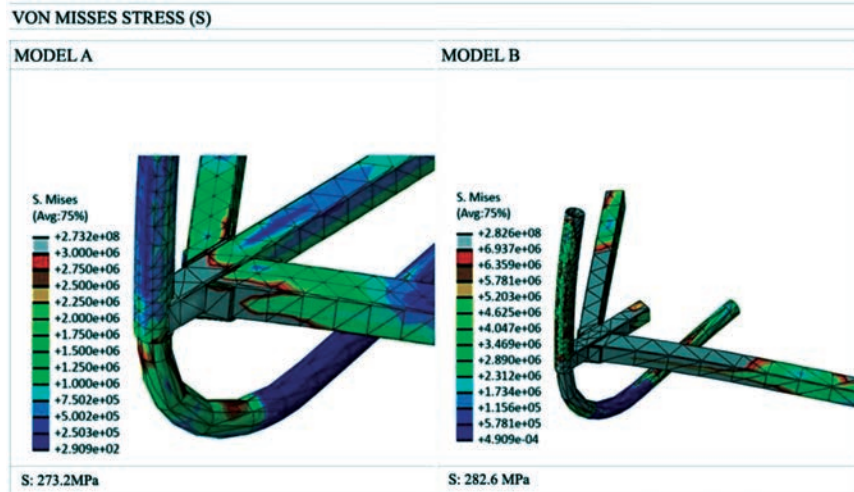 VON MISSES STRESS (S)
MODEL A
MODEL B
S. Mises
(Avg:75%)
+2.732e+08
+3.000e+06
+2.750e+06
+2.500e+06
+2.250e+06
+2.000e+06
+1.750e+06
+1.500e+06
+1.250e+06
+1.000e+06
+7.502e+05
+5.002e+05
+2.503e+05
+2.909e+02
S. Mises
(Avg:75%)
+2.826e+08
+6.937e+06
+6.359e+06
+5.781e+06
+5.203e+06
+4.625e+06
+4.047e+06
+3.469e+06
+2.890e+06
+2.312e+06
+1.734e+06
+1.156e+05
+5.781e+05
+4.909e-04
S: 273.2MPa
S: 282.6 MPa